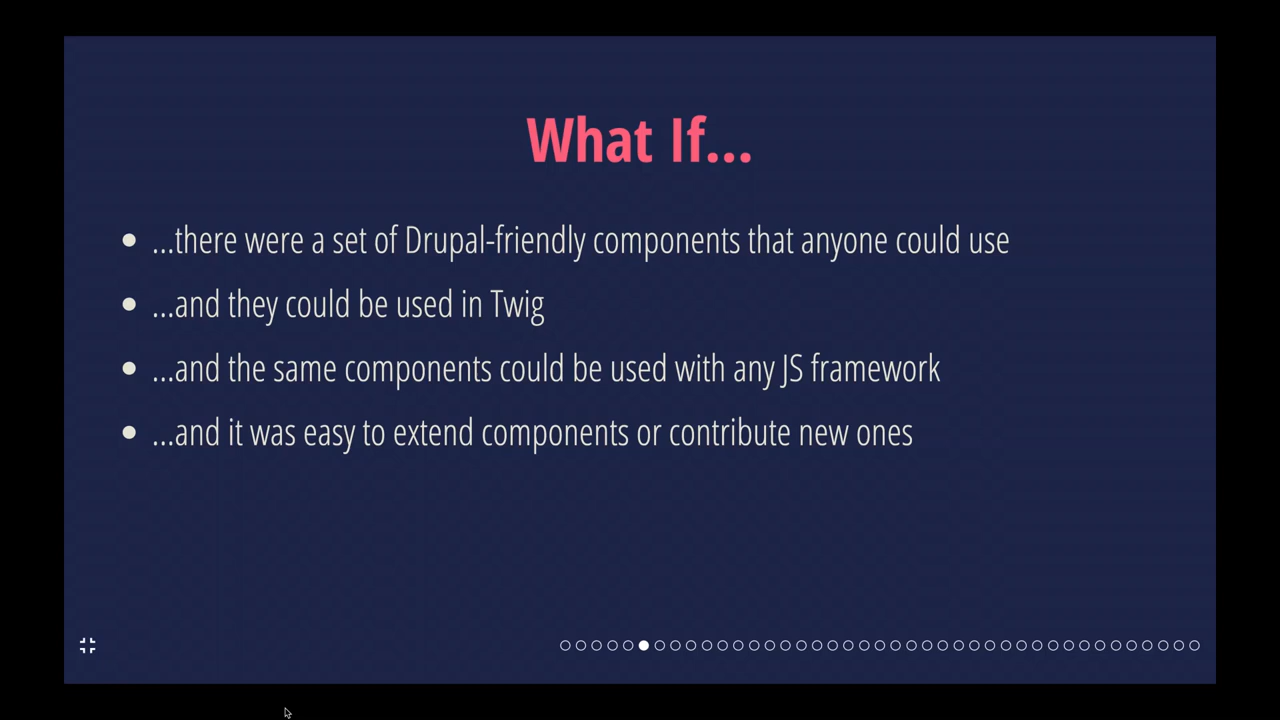 What If...
...there were a set of Drupal-friendly components that anyone could use
...and they could be used in Twig
...and the same components could be used with any JS framework
...and it was easy to extend components or contribute new ones